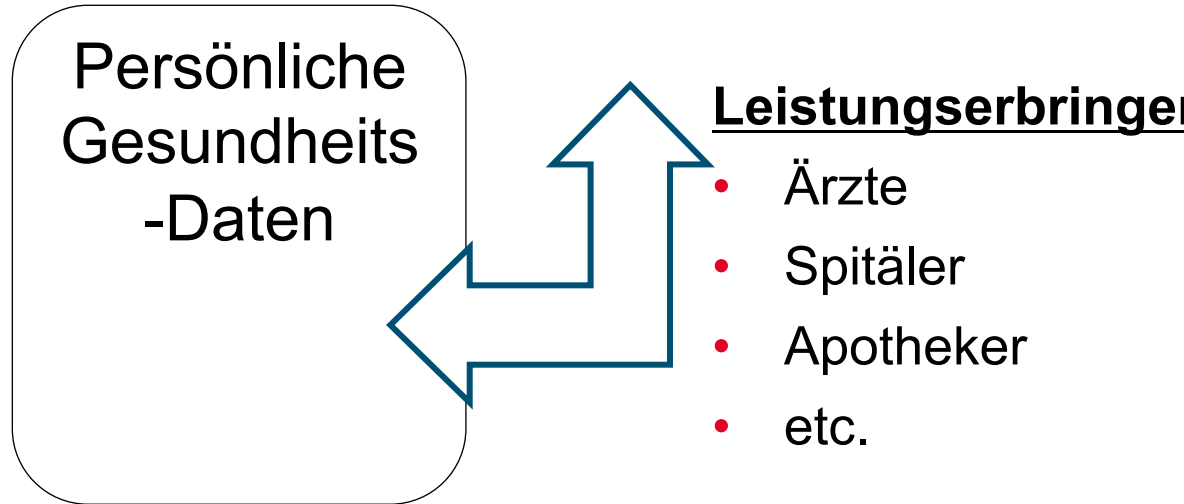 Persönliche
Gesundheits
-Daten
Leistungserbringer
• Ärzte
• Spitäler
• Apotheker
• etc.